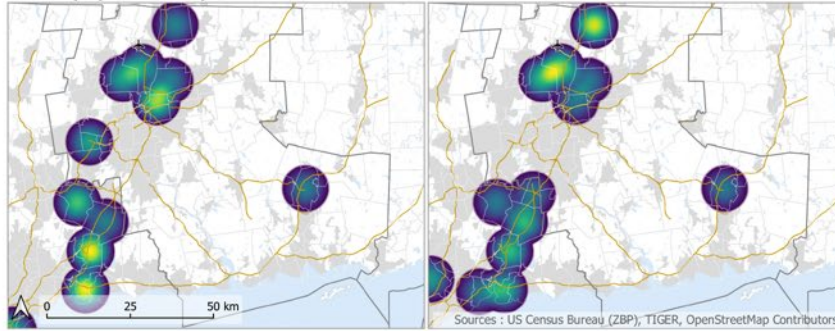 0 25 50 km
Sources : US Census Bureau (ZBP), TIGER, OpenStreetMap Contributors